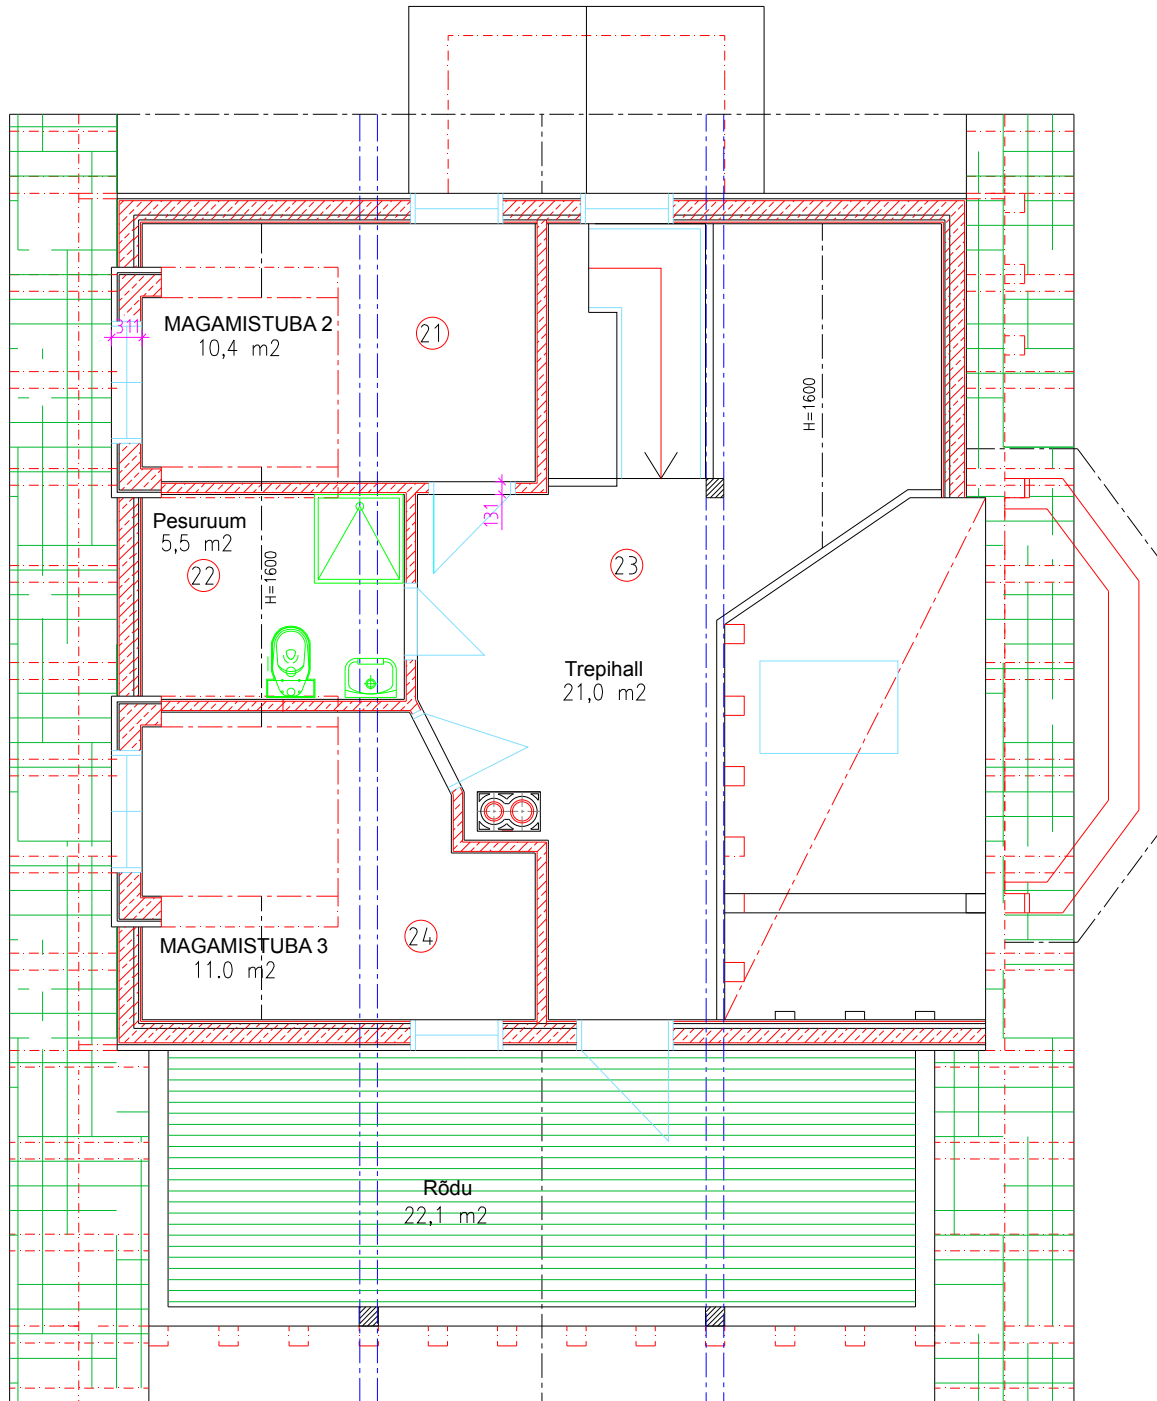 MAGAMISTUBA 2
10,4 m2
21
311
H=1600
131
Pesuruum
5,5 m2
22
H=1600
23
Trepihall
21,0 m2
MAGAMISTUBA 3
11.0 m2
24
Rõdu
22,1 m2